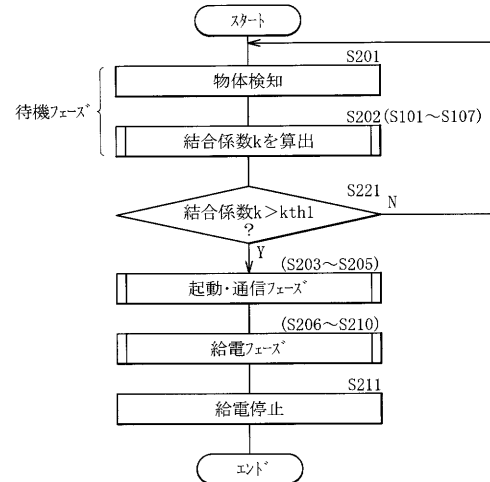 スタート
S201
物体検知
待機フェーズ
S202(S101～S107)
結合係数kを算出
S221
結合係数k>kth1
?
N
Y
(S203～S205)
起動・通信フェーズ
(S206～S210)
給電フェーズ
S211
給電停止
エンド